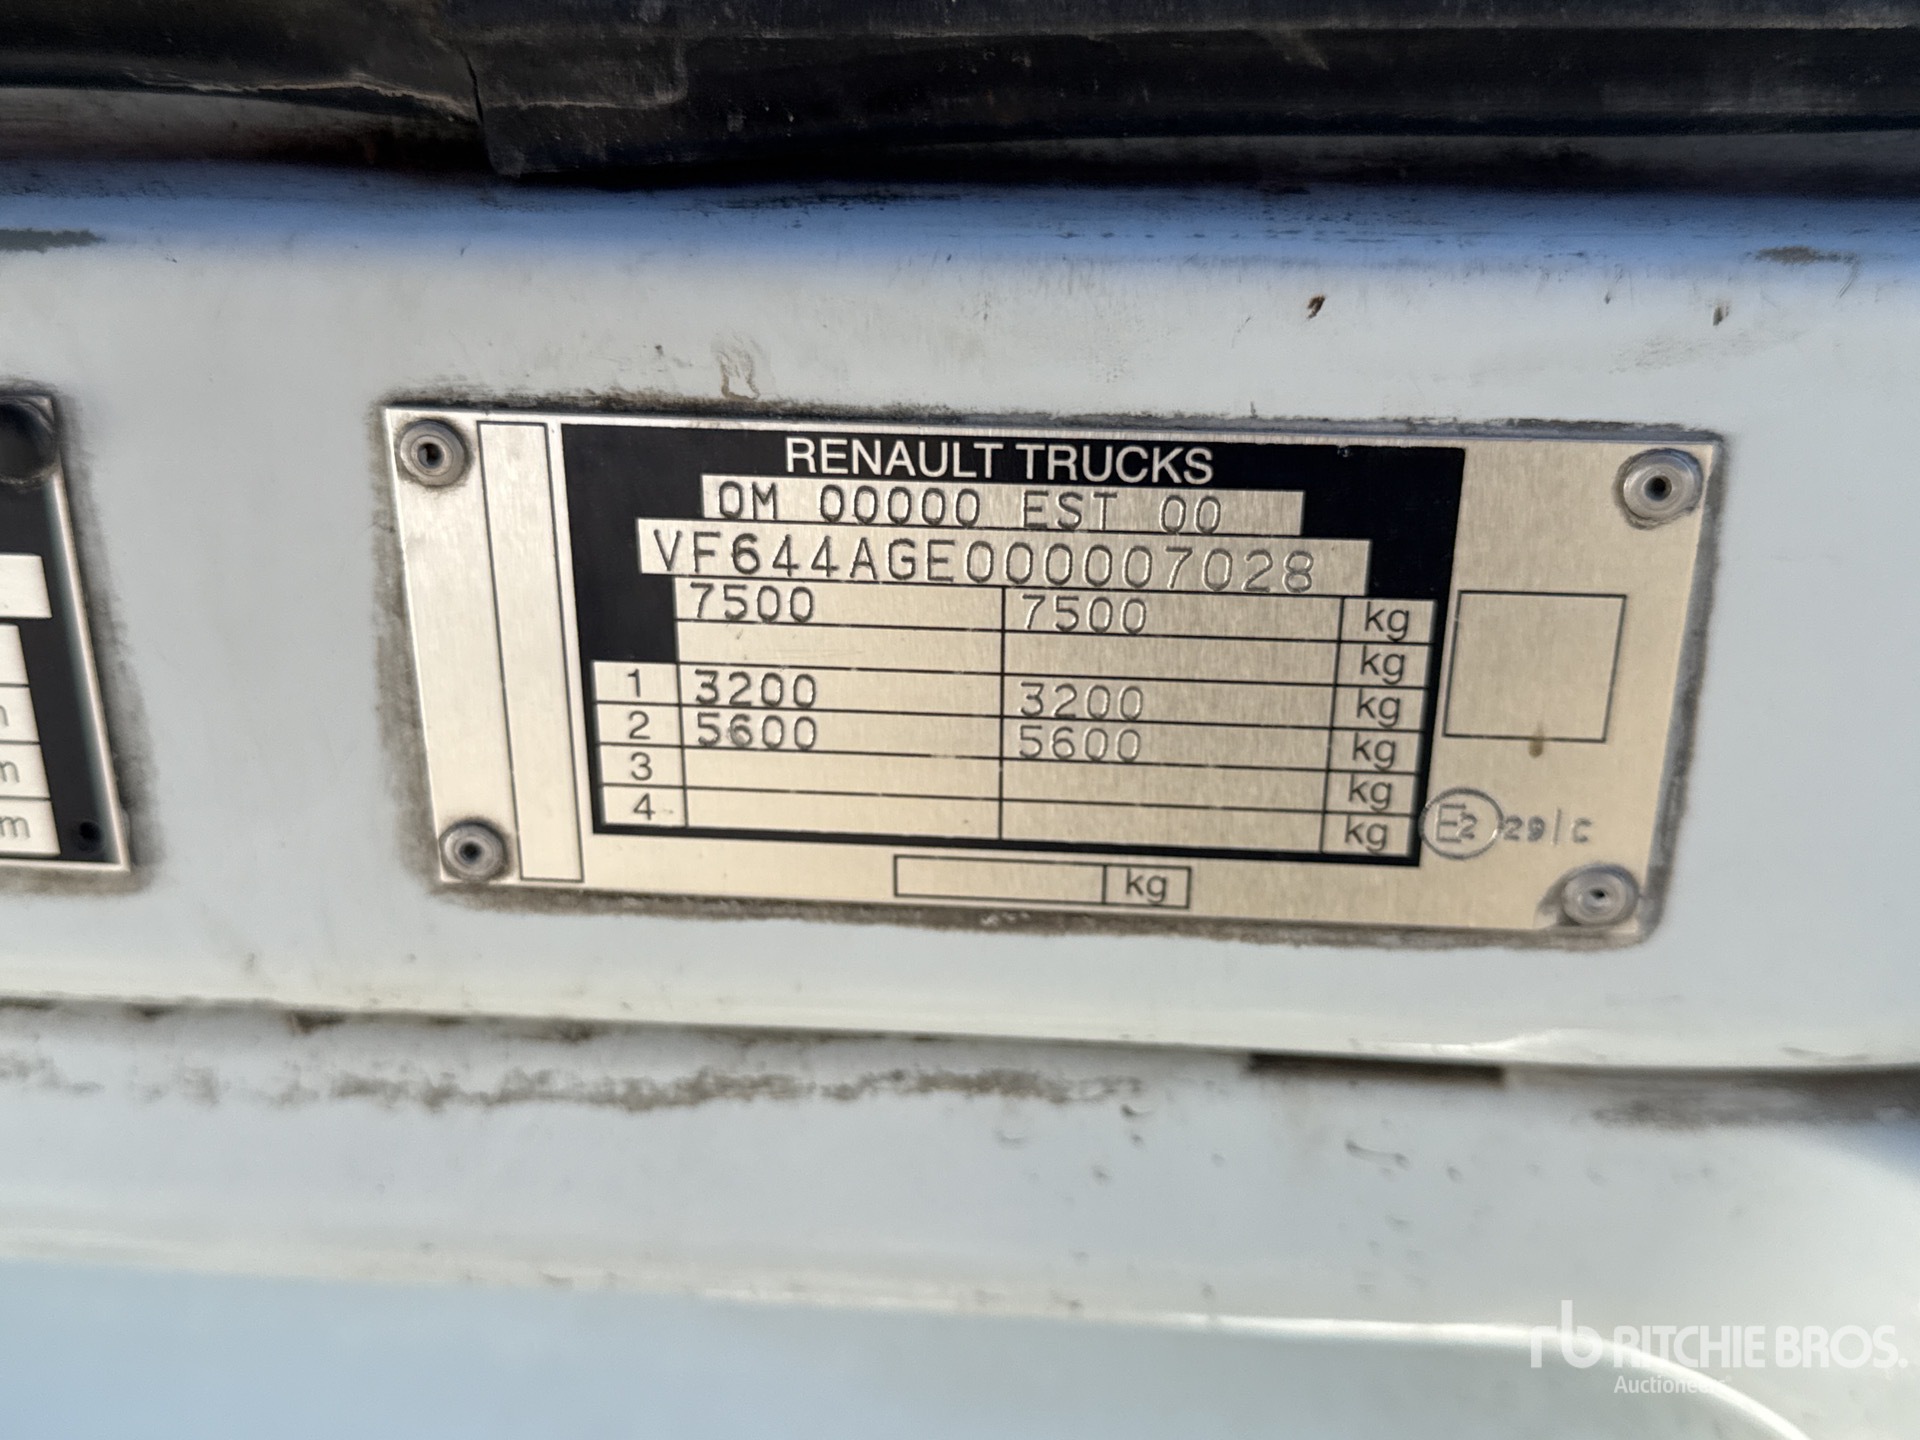 RENAULT TRUCKS
OM 00000 EST 00
VF644AGE000007028
7500 7500 kg
kg
1 3200 3200 kg
2 5600 5600 kg
3 kg
4 kg
kg
E2 29/C
m
m
m
rb RITCHIE BROS.
Auctioneers